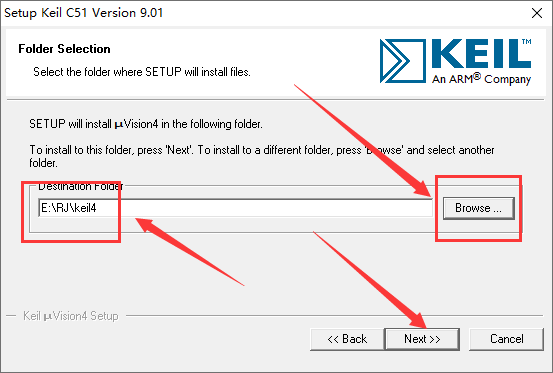 Setup Keil C51 Version 9.01
Folder Selection
Select the folder where SETUP will install files.
KEIL™
An ARM® Company
SETUP will install µVision4 in the following folder.
To install to this folder, press 'Next'. To install to a different folder, press 'Browse' and select another
folder.
Destination Folder
E:\RJ\keil4
Browse ...
Keil µVision4 Setup
<< Back
Next >>
Cancel